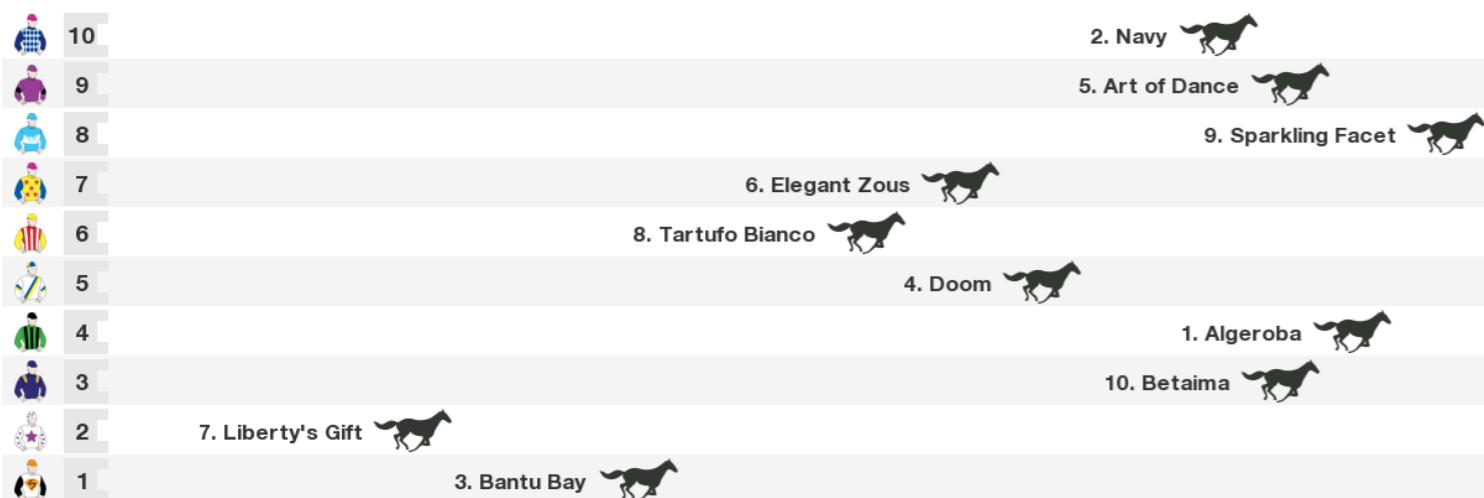 10 2. Navy
9 5. Art of Dance
8 9. Sparkling Facet
7 6. Elegant Zous
6 8. Tartufo Bianco
5 4. Doom
4 1. Algeroba
3 10. Betaima
2 7. Liberty's Gift
1 3. Bantu Bay